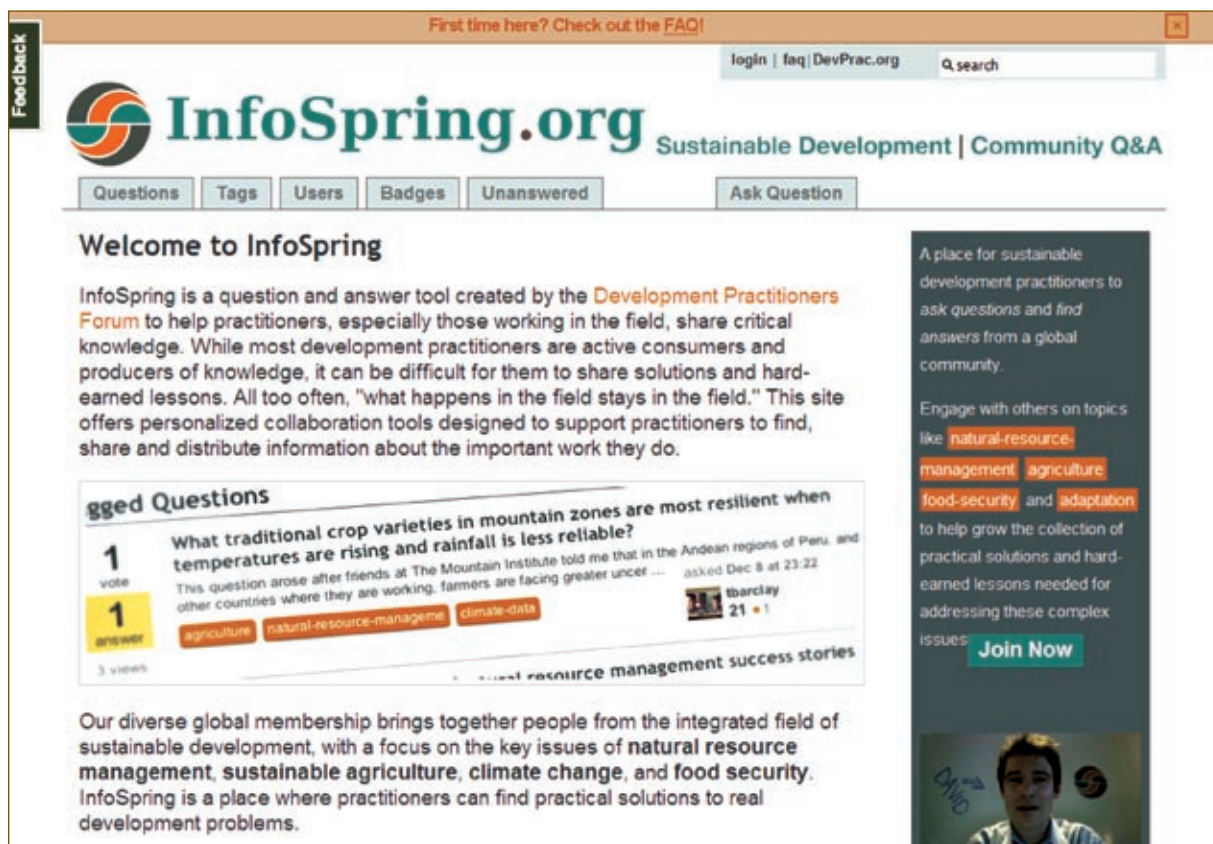 First time here? Check out the FAQ!
Feedback
login | faq|DevPrac.org
search
InfoSpring.org
Sustainable Development | Community Q&A
Questions
Tags
Users
Badges
Unanswered
Ask Question
Welcome to InfoSpring
InfoSpring is a question and answer tool created by the Development Practitioners
Forum to help practitioners, especially those working in the field, share critical
knowledge. While most development practitioners are active consumers and
producers of knowledge, it can be difficult for them to share solutions and hard-
earned lessons. All too often, "what happens in the field stays in the field." This site
offers personalized collaboration tools designed to support practitioners to find,
share and distribute information about the important work they do.
gged Questions
1
vote
1
answer
3 views
What traditional crop varieties in mountain zones are most resilient when
temperatures are rising and rainfall is less reliable?
This question arose after friends at The Mountain Institute told me that in the Andean regions of Peru, and
other countries where they are working, farmers are facing greater uncer ...
agriculture
natural-resource-manageme
climate-data
asked Dec 8 at 23:22
tbarclay
21 ●1
resource management success stories
Our diverse global membership brings together people from the integrated field of
sustainable development, with a focus on the key issues of natural resource
management, sustainable agriculture, climate change, and food security.
InfoSpring is a place where practitioners can find practical solutions to real
development problems.
A place for sustainable
development practitioners to
ask questions and find
answers from a global
community.
Engage with others on topics
like natural-resource-
management agriculture
food-security and adaptation
to help grow the collection of
practical solutions and hard-
earned lessons needed for
addressing these complex
issues
Join Now
DAVID